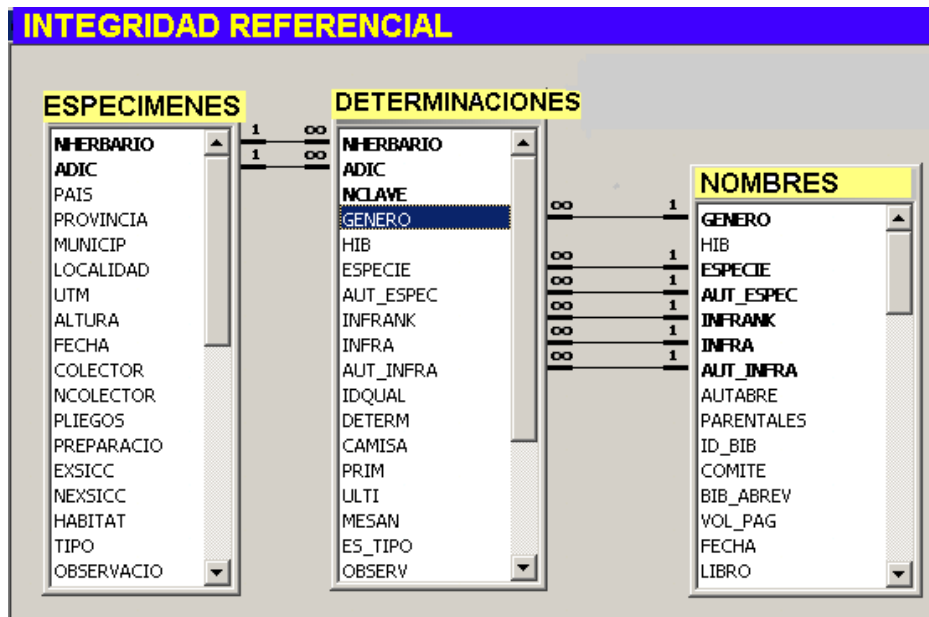 INTEGRIDAD REFERENCIAL
ESPECIMENES
NHERBARIO
ADIC
PAIS
PROVINCIA
MUNICIP
LOCALIDAD
UTM
ALTURA
FECHA
COLECTOR
NCOLECTOR
PLIEGOS
PREPARACIO
EXSICC
NEXSICC
HABITAT
TIPO
OBSERVACIO
1 ∞
1 ∞
DETERMINACIONES
NHERBARIO
ADIC
NCLAVE
GENERO
HIB
ESPECIE
AUT_ESPEC
INFRANK
INFRA
AUT_INFRA
IDQUAL
DETERM
CAMISA
PRIM
ULTI
MESAN
ES_TIPO
OBSERV
∞ 1
∞ 1
∞ 1
∞ 1
∞ 1
∞ 1
NOMBRES
GENERO
HIB
ESPECIE
AUT_ESPEC
INFRANK
INFRA
AUT_INFRA
AUTABRE
PARENTALES
ID_BIB
COMITE
BIB_ABREV
VOL_PAG
FECHA
LIBRO